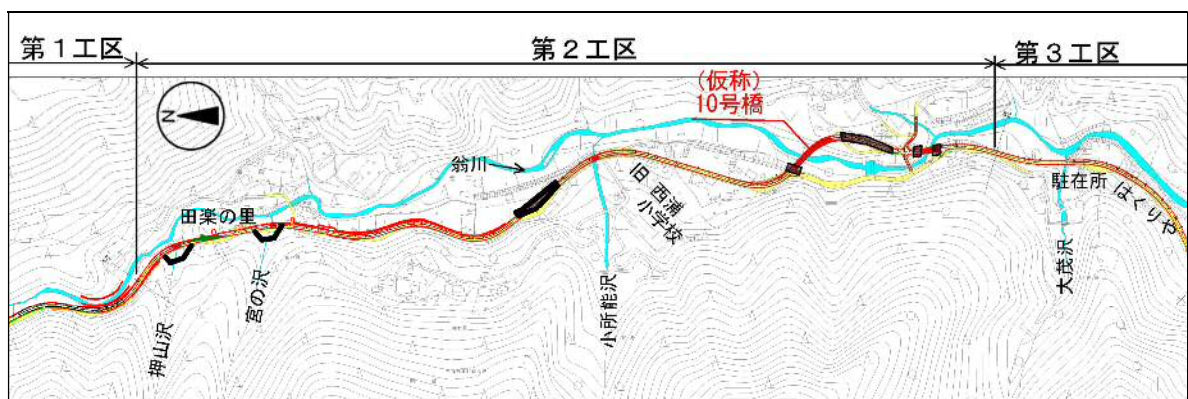 第1工区
第2工区
第3工区
(仮称)
10号橋
N
翁川
田楽の里
旧 西浦
小学校
駐在所
はくりや
押山沢
宮の沢
小所能沢
大茂沢